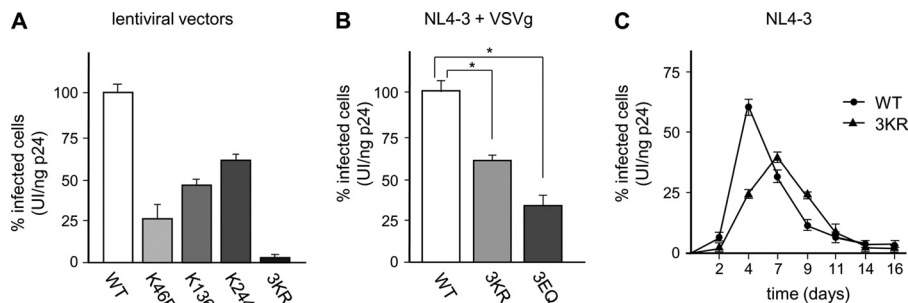 A
lentiviral vectors
% infected cells
(UI/ng p24)
100
75
50
25
0
WT
3KR
B
NL4-3 + VSVg
% infected cells
(UI/ng p24)
100
75
50
25
0
*
*
WT
3KR
3EQ
C
NL4-3
% infected cells
(UI/ng p24)
75
50
25
0
WT
3KR
2 4 7 9 11 14 16
time (days)